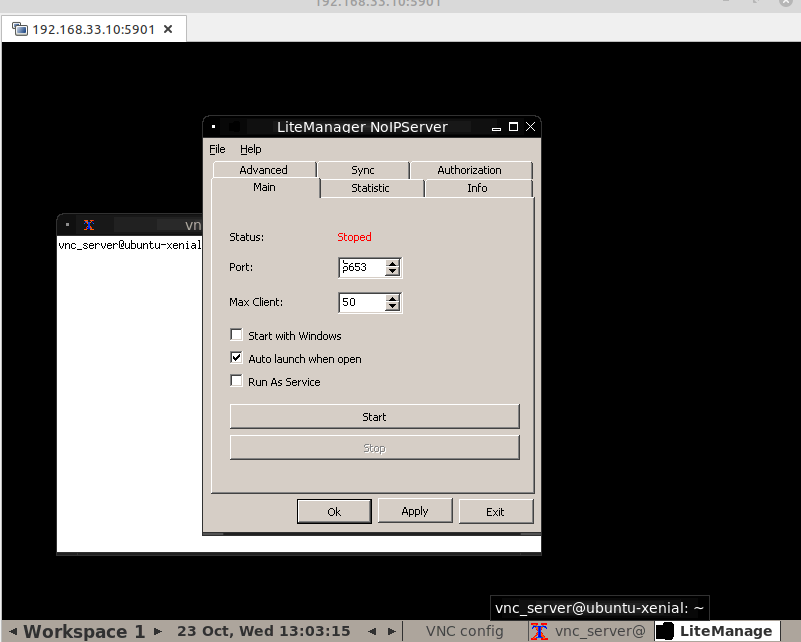 192.168.33.10:5901
192.168.33.10:5901
LiteManager NoIPServer
File Help
Advanced Sync Authorization
Main Statistic Info
vn
vnc_server@ubuntu-xenial
Status: Stoped
Port: 5653
Max Client: 50
Start with Windows
Auto launch when open
Run As Service
Start
Stop
Ok Apply Exit
vnc_server@ubuntu-xenial: ~
Workspace 1 23 Oct, Wed 13:03:15 VNC config vnc_server@ LiteManage